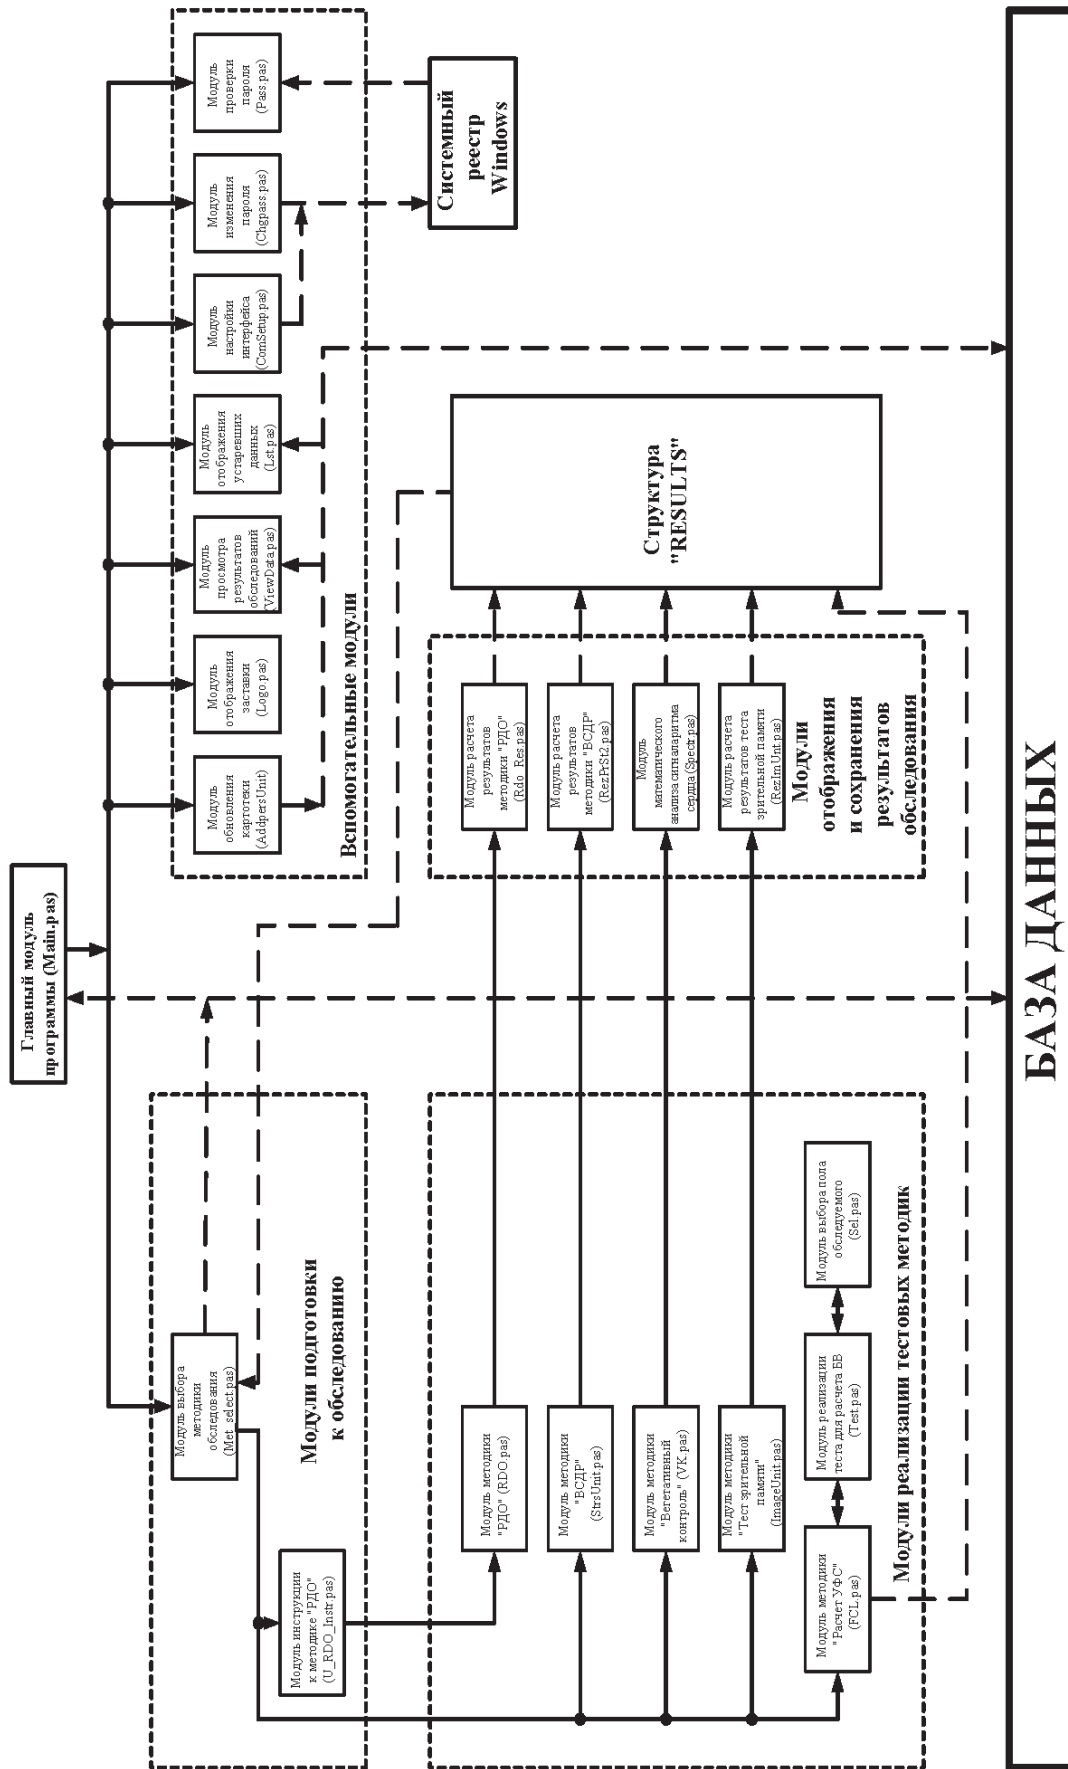 Главный модуль
программы (Main.pas)
Модуль
обновления
картотеки
(AddpersUnit)
Модуль
отображения
заставки
(Logo.pas)
Модуль
просмотра
результатов
обследований
(ViewData.pas)
Модуль
отображения
устаревших
данных
(Lst.pas)
Модуль
настройки
интерфейса
(ComSetup.pas)
Модуль
изменения
пароля
(Chgpass.pas)
Модуль
проверки
пароля
(Pass.pas)
Вспомогательные модули
Системный
реестр
Windows
Модуль выбора
методики
обследования
(Met_select.pas)
Модуль инструкции
к методике "РДО"
(U_RDO_Instr.pas)
Модули подготовки
к обследованию
Модуль методики
"РДО" (RDO.pas)
Модуль методики
"ВСДР"
(StrsUnit.pas)
Модуль методики
"Вегетативный
контроль" (VK.pas)
Модуль методики
"Тест зрительной
памяти"
(ImageUnit.pas)
Модуль методики
"Расчет УФС"
(FCL.pas)
Модуль реализации
теста для расчета БВ
(Test.pas)
Модуль выбора пола
обследуемого
(Sel.pas)
Модули реализации тестовых методик
Модуль расчета
результатов
методики "РДО"
(Rdo_Res.pas)
Модуль расчета
результатов
методики "ВСДР"
(RezPrSt2.pas)
Модуль
математического
анализа сигнала ритма
сердца (Spectr.pas)
Модуль расчета
результатов теста
зрительной памяти
(RezImUnt.pas)
Модули
отображения
и сохранения
результатов
обследования
Структура
"RESULTS"
БАЗА ДАННЫХ